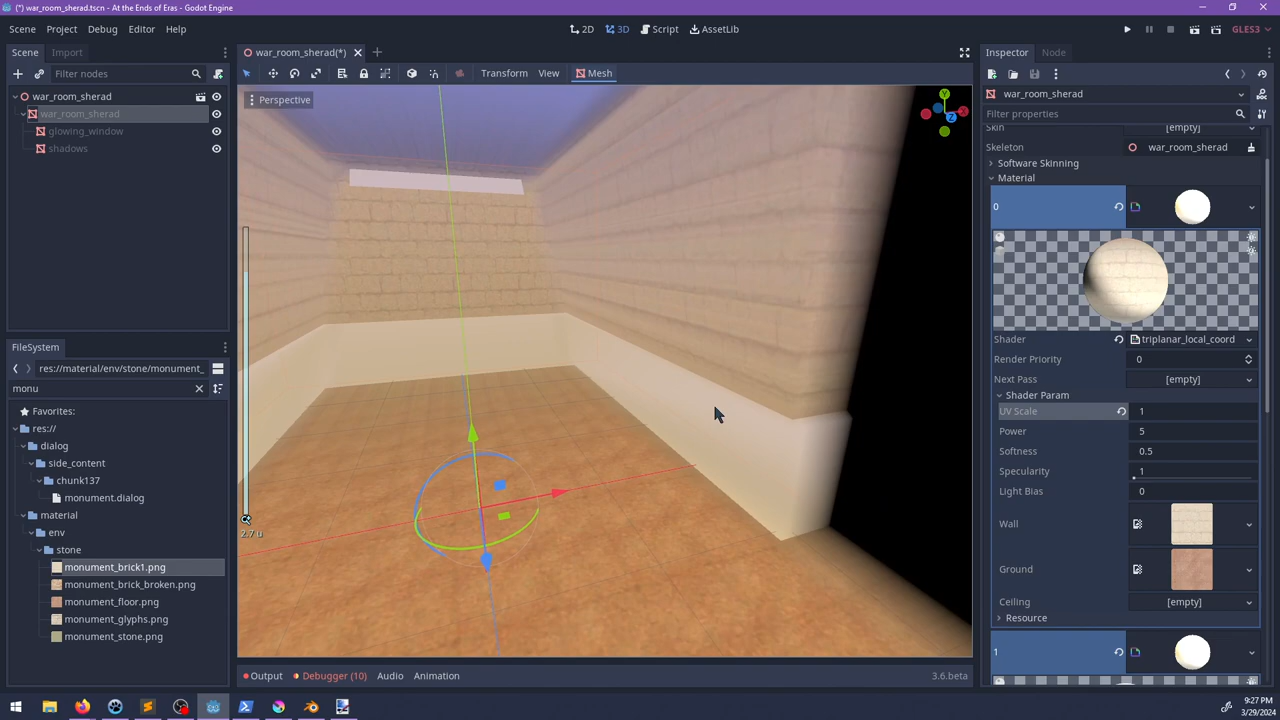 (*) war_room_sherad.tscn - At the Ends of Eras - Godot Engine
Scene Project Debug Editor Help
2D 3D Script AssetLib
GLES3
Scene Import
war_room_sherad(*)
Inspector Node
Filter nodes
Transform View Mesh
war_room_sherad
war_room_sherad
glowing_window
shadows
Perspective
Y
X
Z
2.7 u
war_room_sherad
Filter properties
Skin [empty]
Skeleton war_room_sherad
Software Skinning
Material
0
Shader triplanar_local_coord
Render Priority 0
Next Pass [empty]
Shader Param
UV Scale 1
Power 5
Softness 0.5
Specularity 1
Light Bias 0
Wall
Ground
Ceiling [empty]
Resource
1
FileSystem
res://material/env/stone/monument_
monu
Favorites:
res://
dialog
side_content
chunk137
monument.dialog
material
env
stone
monument_brick1.png
monument_brick_broken.png
monument_floor.png
monument_glyphs.png
monument_stone.png
Output Debugger (10) Audio Animation 3.6.beta
9:27 PM
3/29/2024